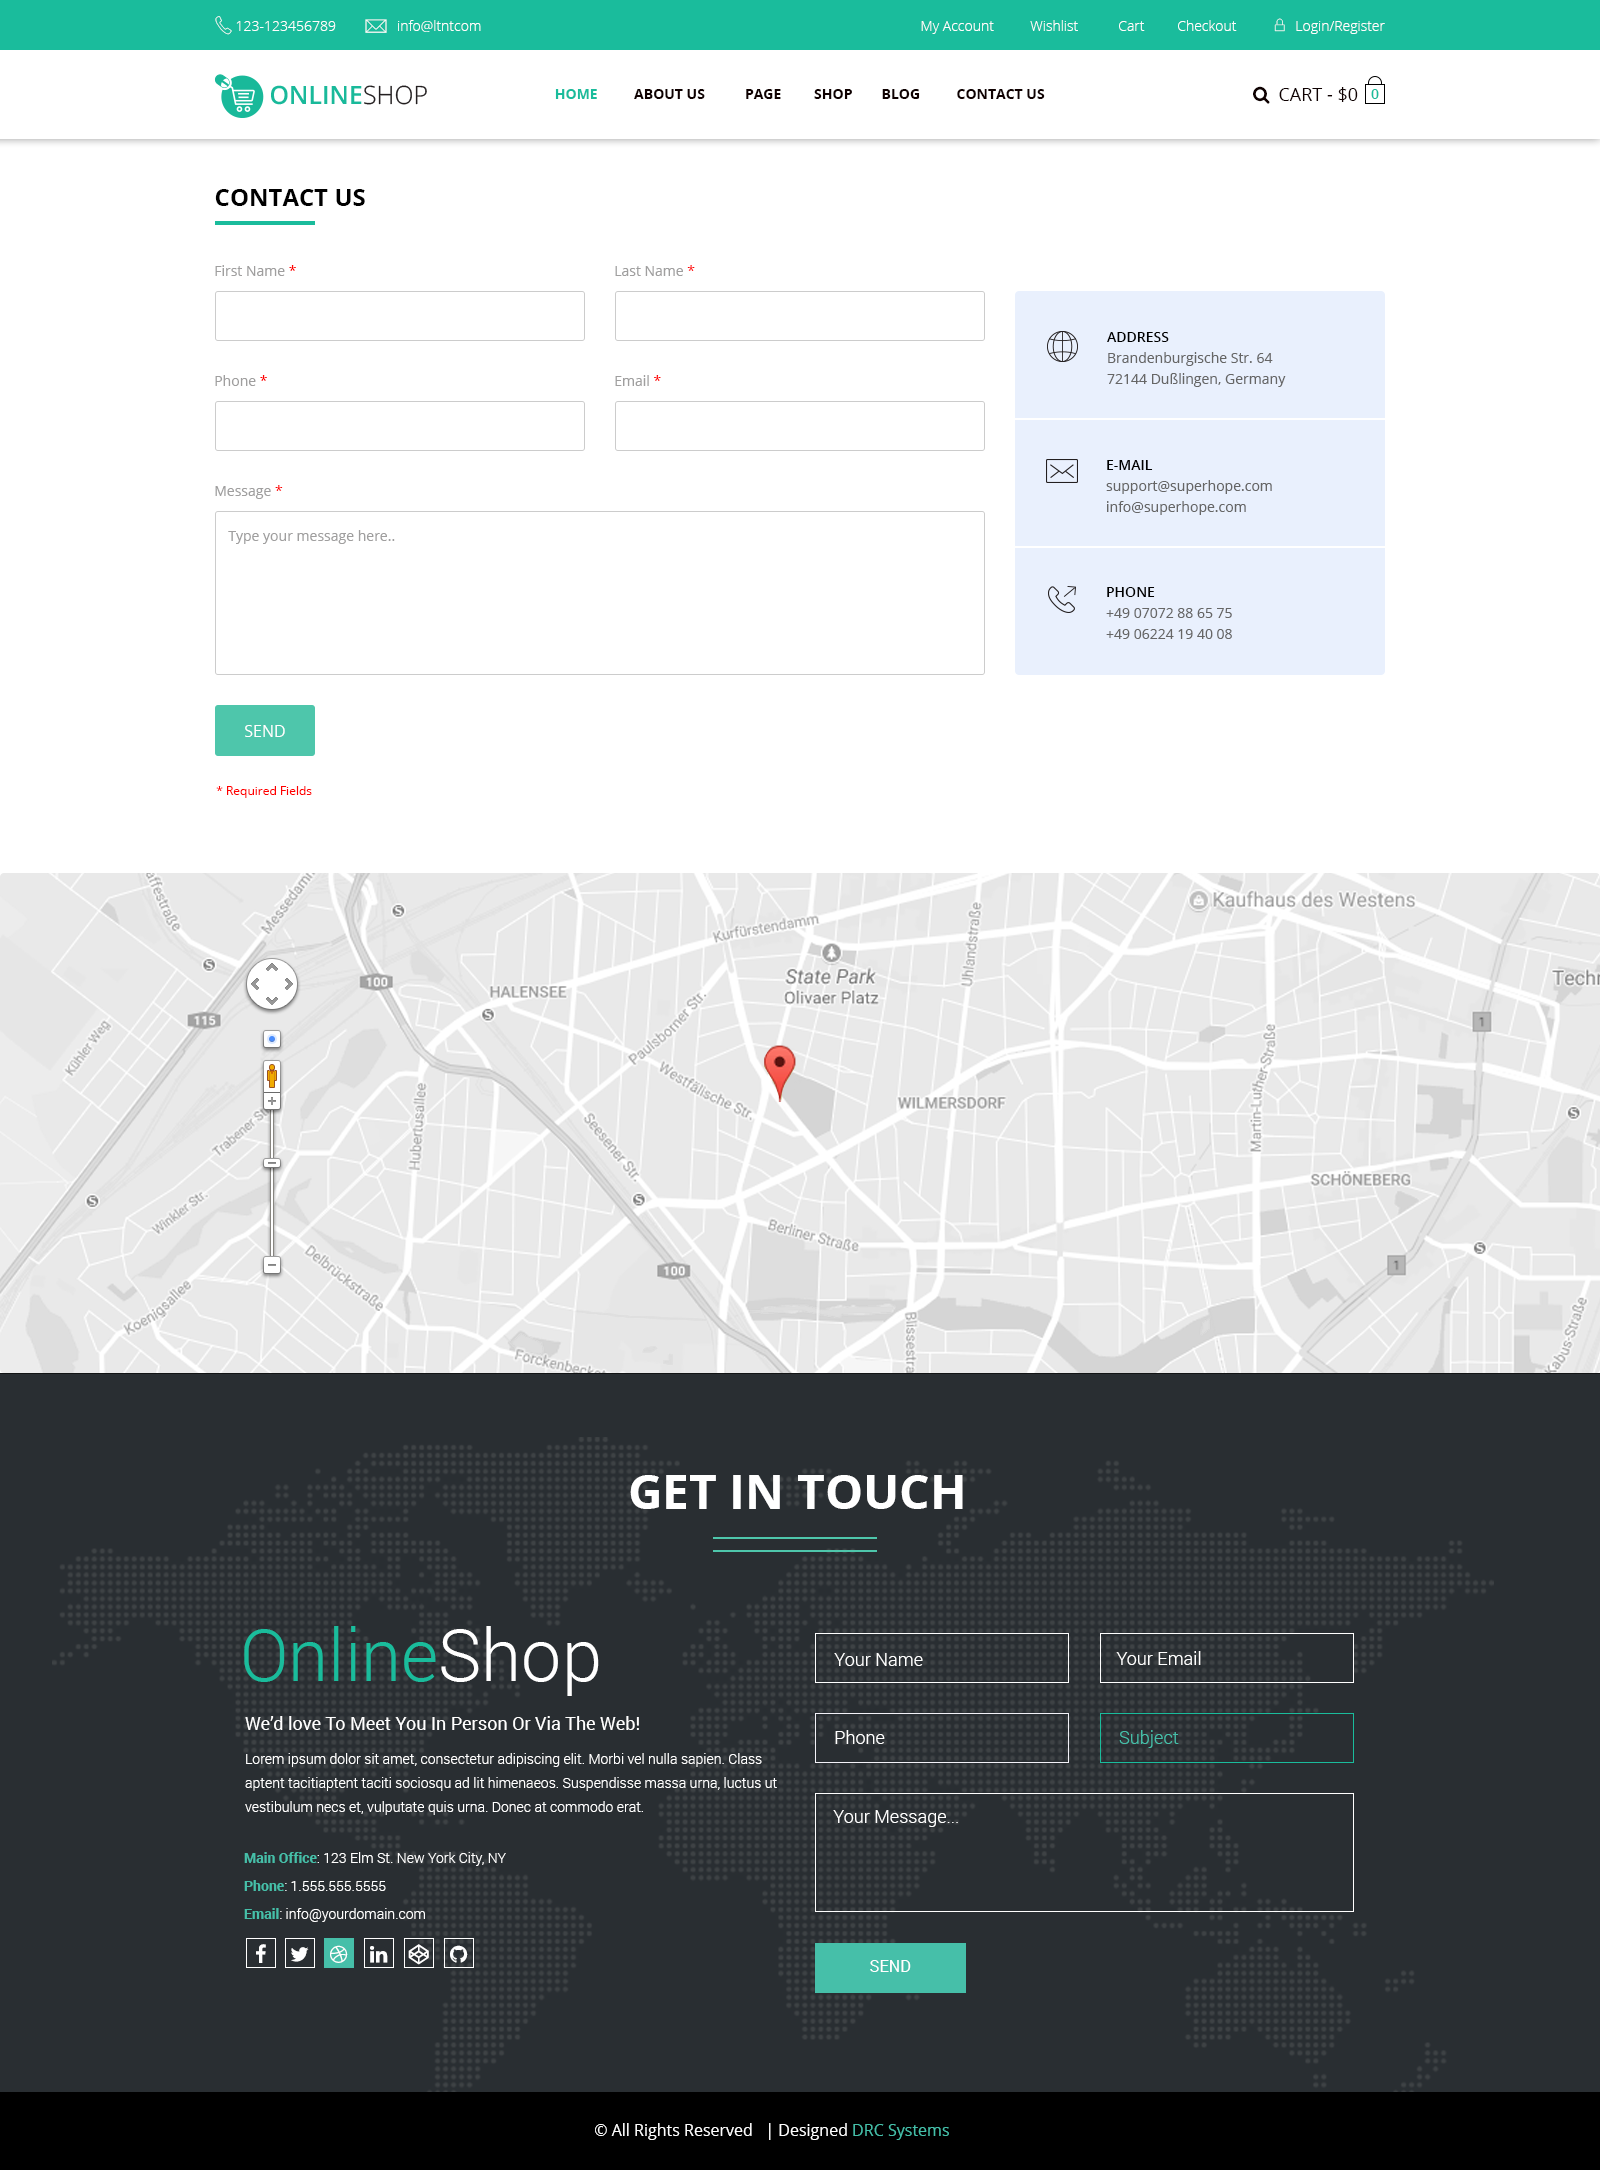 123-123456789 info@ltntcom My Account Wishlist Cart Checkout Login/Register
ONLINESHOP HOME ABOUT US PAGE SHOP BLOG CONTACT US CART - $0 0
CONTACT US
First Name * Last Name *
Phone * Email *
Message *
Type your message here..
SEND
* Required Fields
ADDRESS
Brandenburgische Str. 64
72144 Dußlingen, Germany
E-MAIL
support@superhope.com
info@superhope.com
PHONE
+49 07072 88 65 75
+49 06224 19 40 08
affestraße
Messedamm
S
Kurfürstendamm
Uhlandstraße
Kaufhaus des Westens
S
100
HALENSEE
State Park
Olivaer Platz
Techn
115
S
1
Kühler Weg
Paulsborner Str.
Westfälische Str.
WILMERSDORF
Martin-Luther-Straße
S
Trabener Str
Hubertusallee
Seesener Str.
SCHÖNEBERG
S
Winkler Str.
S
Berliner Straße
S
Delbrückstraße
100
1
Koenigsallee
Forckenbeckst
Blissestra
Kabus-Straße
GET IN TOUCH
OnlineShop
We’d love To Meet You In Person Or Via The Web!
Lorem ipsum dolor sit amet, consectetur adipiscing elit. Morbi vel nulla sapien. Class
aptent tacitiaptent taciti sociosqu ad lit himenaeos. Suspendisse massa urna, luctus ut
vestibulum necs et, vulputate quis urna. Donec at commodo erat.
Main Office: 123 Elm St. New York City, NY
Phone: 1.555.555.5555
Email: info@yourdomain.com
Your Name Your Email
Phone Subject
Your Message...
SEND
© All Rights Reserved | Designed DRC Systems